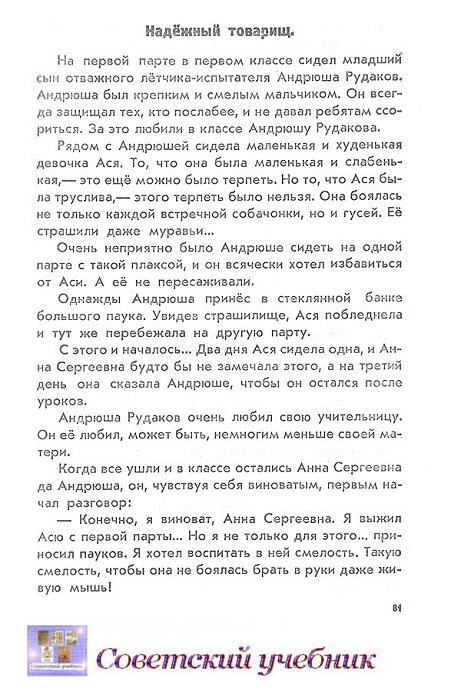 Надёжный товарищ.
На первой парте в первом классе сидел младший
сын отважного лётчика-испытателя Андрюша Рудаков.
Андрюша был крепким и смелым мальчиком. Он всег-
да защищал тех, кто послабее, и не давал ребятам ссо-
риться. За это любили в классе Андрюшу Рудакова.
Рядом с Андрюшей сидела маленькая и худенькая
девочка Ася. То, что она была маленькая и слабень-
кая,— это ещё можно было терпеть. Но то, что Ася бы-
ла труслива,— этого терпеть было нельзя. Она боялась
не только каждой встречной собачонки, но и гусей. Её
страшили даже муравьи...
Очень неприятно было Андрюше сидеть на одной
парте с такой плаксой, и он всячески хотел избавиться
от Аси. А её не пересаживали.
Однажды Андрюша принёс в стеклянной банке
большого паука. Увидев страшилище, Ася побледнела
и тут же перебежала на другую парту.
С этого и началось... Два дня Ася сидела одна, и Ан-
на Сергеевна будто бы не замечала этого, а на третий
день она сказала Андрюше, чтобы он остался после
уроков.
Андрюша Рудаков очень любил свою учительницу.
Он её любил, может быть, немногим меньше своей ма-
тери.
Когда все ушли и в классе остались Анна Сергеевна
да Андрюша, он, чувствуя себя виноватым, первым на-
чал разговор:
— Конечно, я виноват, Анна Сергеевна. Я выжил
Асю с первой парты... Но я не только для этого... при-
носил пауков. Я хотел воспитать в ней смелость. Такую
смелость, чтобы она не боялась брать в руки даже жи-
вую мышь!
81
Советский учебник
Советский учебник